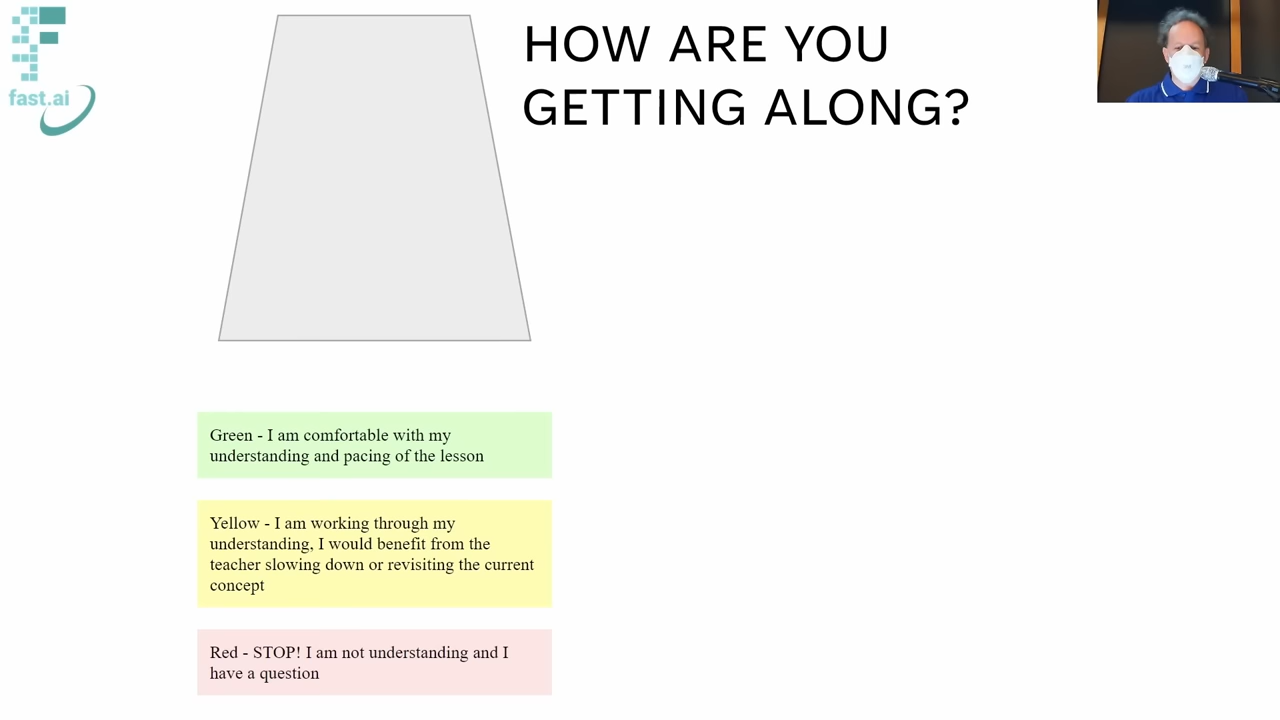 fast.ai
HOW ARE YOU
GETTING ALONG?
Green - I am comfortable with my
understanding and pacing of the lesson
Yellow - I am working through my
understanding, I would benefit from the
teacher slowing down or revisiting the current
concept
Red - STOP! I am not understanding and I
have a question